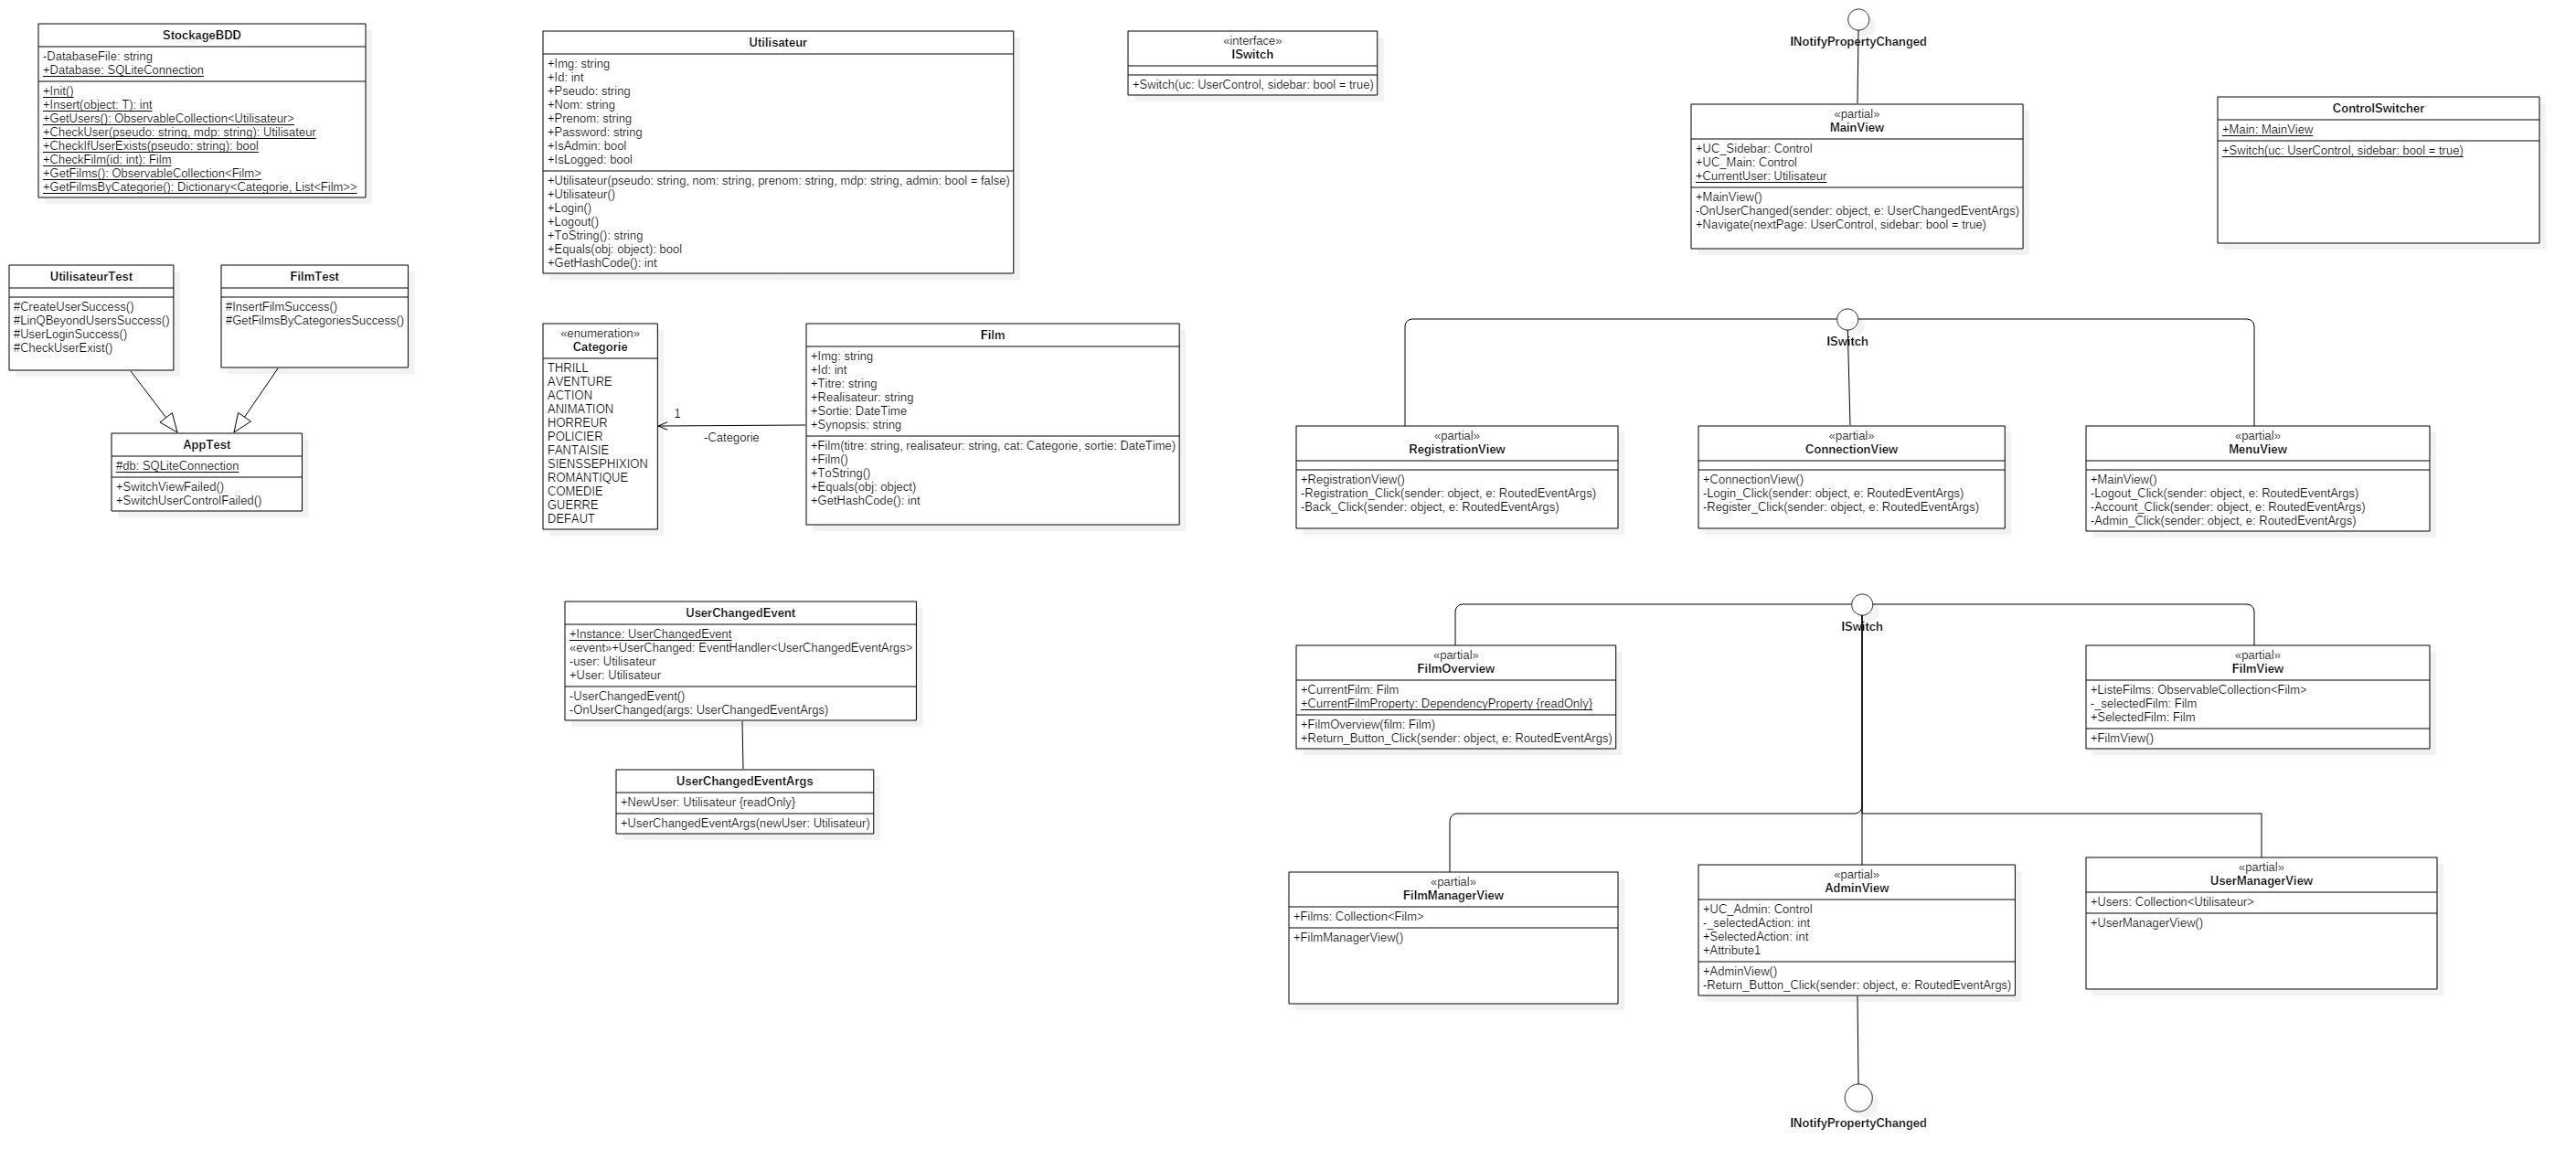 StockageBDD
-DatabaseFile: string
+Database: SQLiteConnection
+Init()
+Insert(object: T): int
+GetUsers(): ObservableCollection<Utilisateur>
+CheckUser(pseudo: string, mdp: string): Utilisateur
+CheckIfUserExists(pseudo: string): bool
+CheckFilm(id: int): Film
+GetFilms(): ObservableCollection<Film>
+GetFilmsByCategorie(): Dictionary<Categorie, List<Film>>
UtilisateurTest
#CreateUserSuccess()
#LinQBeyondUsersSuccess()
#UserLoginSuccess()
#CheckUserExist()
FilmTest
#InsertFilmSuccess()
#GetFilmsByCategoriesSuccess()
AppTest
#db: SQLiteConnection
+SwitchViewFailed()
+SwitchUserControlFailed()
Utilisateur
+Img: string
+Id: int
+Pseudo: string
+Nom: string
+Prenom: string
+Password: string
+IsAdmin: bool
+IsLogged: bool
+Utilisateur(pseudo: string, nom: string, prenom: string, mdp: string, admin: bool = false)
+Utilisateur()
+Login()
+Logout()
+ToString(): string
+Equals(obj: object): bool
+GetHashCode(): int
«enumeration»
Categorie
THRILL
AVENTURE
ACTION
ANIMATION
HORREUR
POLICIER
FANTAISIE
SIENSSEPHIXION
ROMANTIQUE
COMEDIE
GUERRE
DEFAUT
1
-Categorie
Film
+Img: string
+Id: int
+Titre: string
+Realisateur: string
+Sortie: DateTime
+Synopsis: string
+Film(titre: string, realisateur: string, cat: Categorie, sortie: DateTime)
+Film()
+ToString()
+Equals(obj: object)
+GetHashCode(): int
UserChangedEvent
+Instance: UserChangedEvent
«event»+UserChanged: EventHandler<UserChangedEventArgs>
-user: Utilisateur
+User: Utilisateur
-UserChangedEvent()
-OnUserChanged(args: UserChangedEventArgs)
UserChangedEventArgs
+NewUser: Utilisateur {readOnly}
+UserChangedEventArgs(newUser: Utilisateur)
«interface»
ISwitch
+Switch(uc: UserControl, sidebar: bool = true)
INotifyPropertyChanged
«partial»
MainView
+UC_Sidebar: Control
+UC_Main: Control
+CurrentUser: Utilisateur
+MainView()
-OnUserChanged(sender: object, e: UserChangedEventArgs)
+Navigate(nextPage: UserControl, sidebar: bool = true)
ControlSwitcher
+Main: MainView
+Switch(uc: UserControl, sidebar: bool = true)
ISwitch
«partial»
RegistrationView
+RegistrationView()
-Registration_Click(sender: object, e: RoutedEventArgs)
-Back_Click(sender: object, e: RoutedEventArgs)
«partial»
ConnectionView
+ConnectionView()
-Login_Click(sender: object, e: RoutedEventArgs)
-Register_Click(sender: object, e: RoutedEventArgs)
«partial»
MenuView
+MainView()
-Logout_Click(sender: object, e: RoutedEventArgs)
-Account_Click(sender: object, e: RoutedEventArgs)
-Admin_Click(sender: object, e: RoutedEventArgs)
ISwitch
«partial»
FilmOverview
+CurrentFilm: Film
+CurrentFilmProperty: DependencyProperty {readOnly}
+FilmOverview(film: Film)
+Return_Button_Click(sender: object, e: RoutedEventArgs)
«partial»
FilmView
+ListeFilms: ObservableCollection<Film>
-_selectedFilm: Film
+SelectedFilm: Film
+FilmView()
«partial»
FilmManagerView
+Films: Collection<Film>
+FilmManagerView()
«partial»
AdminView
+UC_Admin: Control
-_selectedAction: int
+SelectedAction: int
+Attribute1
+AdminView()
-Return_Button_Click(sender: object, e: RoutedEventArgs)
«partial»
UserManagerView
+Users: Collection<Utilisateur>
+UserManagerView()
INotifyPropertyChanged